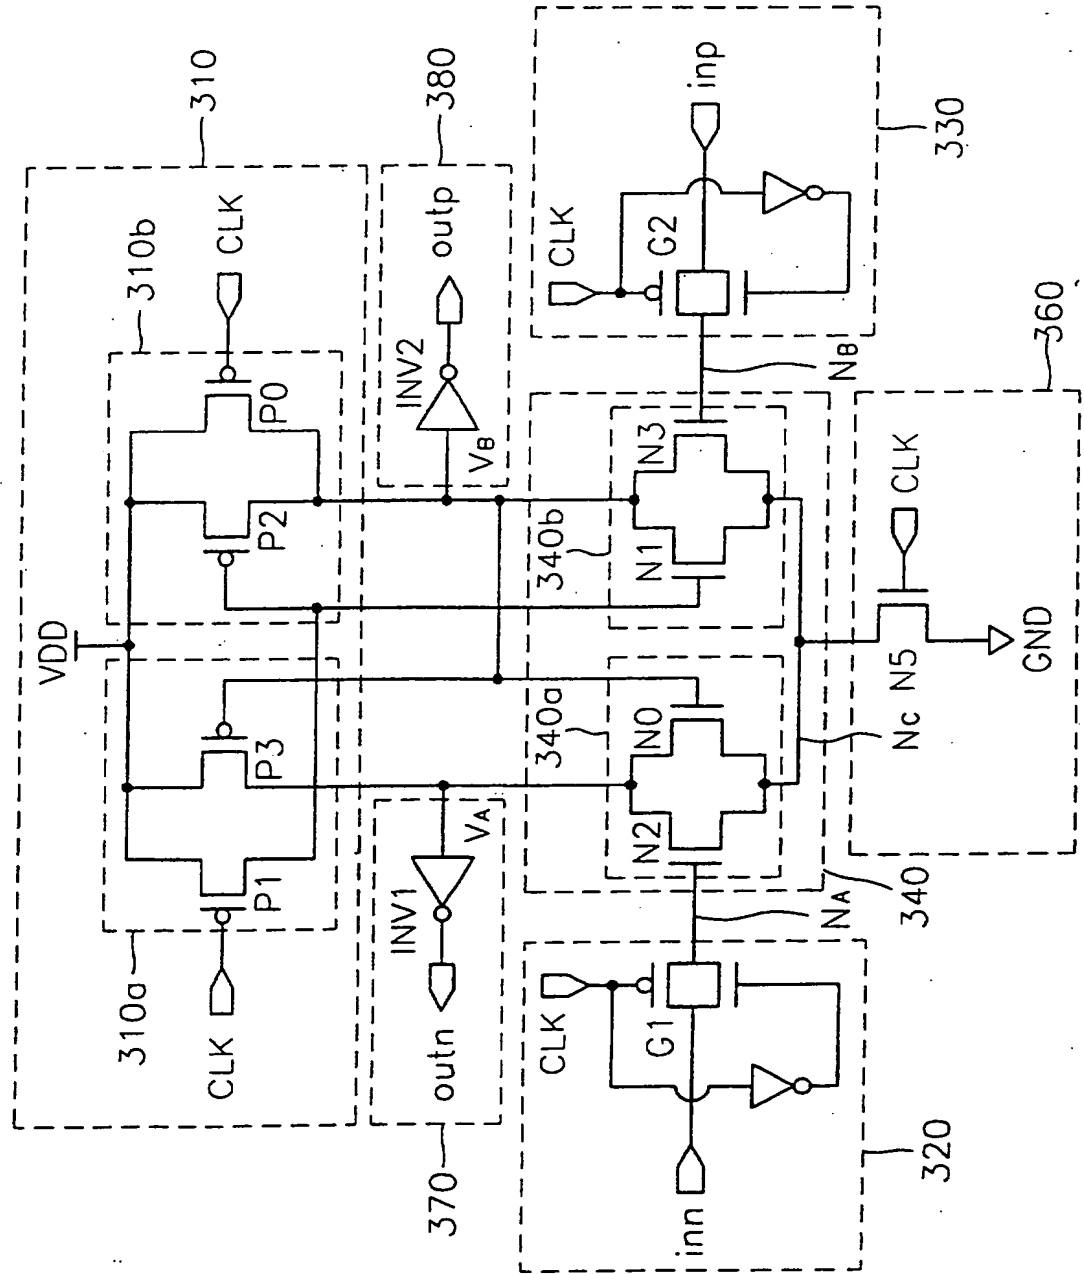 310
310a
310b
VDD
CLK
P1
P3
P2
P0
CLK
370
outn
INV1
VA
VB
INV2
outp
380
320
inn
CLK
G1
NA
340
340a
N2
N0
340b
N1
N3
NB
330
CLK
G2
inp
Nc
N5
CLK
GND
360